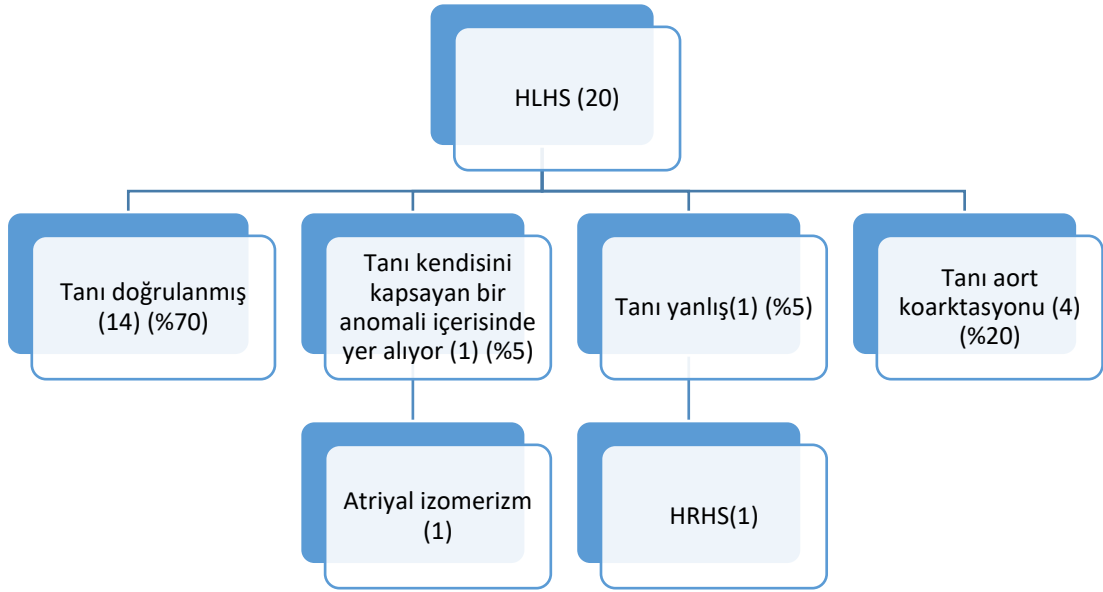 HLHS (20)
Tanı doğrulanmış
(14) (%70)
Tanı kendisini
kapsayan bir
anomali içerisinde
yer alıyor (1) (%5)
Tanı yanlış(1) (%5)
Tanı aort
koarktasyonu (4)
(%20)
Atriyal izomerizm
(1)
HRHS(1)